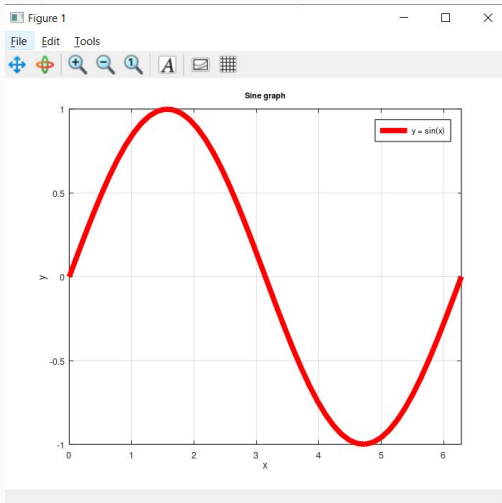 Figure 1
File Edit Tools
1 A
Sine graph
y = sin(x)
1
0.5
0
-0.5
-1
y
0 1 2 3 4 5 6
x